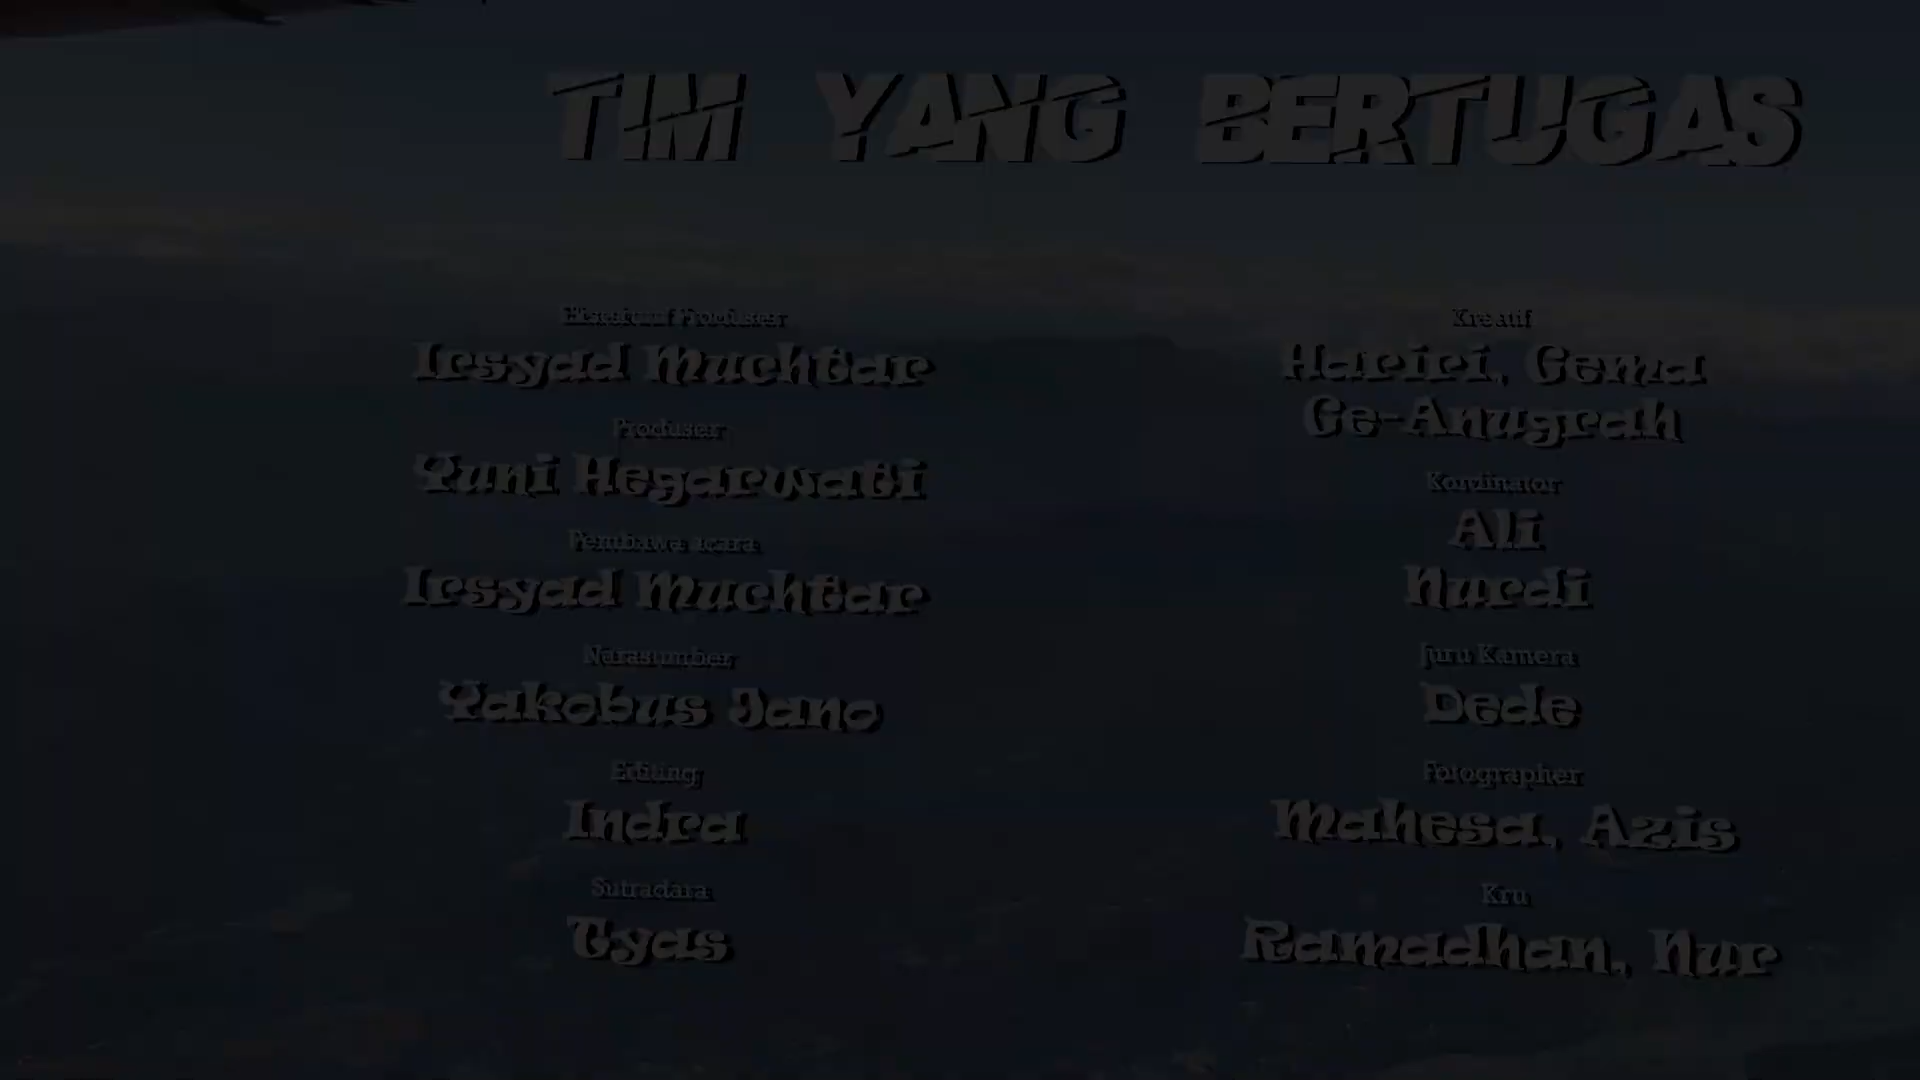 TIM YANG BERTUGAS
Eksekutif Produser
Irsyad Muchtar
Produser
Yuni Hegarwati
Pembawa acara
Irsyad Muchtar
Narasumber
Yakobus Jano
Editing
Indra
Sutradara
Tyas
Kreatif
Hariri, Gema
Ge-Anugrah
Kordinator
Ali
Nurdi
Juru Kamera
Dede
Fotographer
Mahesa, Azis
Kru
Ramadhan, Nur